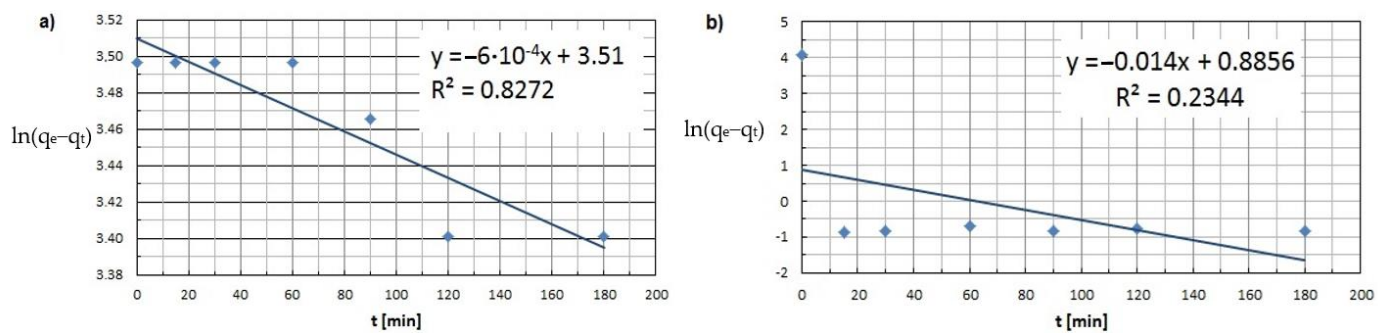 a)
3.52
3.50
3.48
3.46
3.44
3.42
3.40
3.38
ln(qe−qt)
y =−6·10-4x + 3.51
R² = 0.8272
0 20 40 60 80 100 120 140 160 180 200
t [min]
b)
5
4
3
2
1
0
-1
-2
ln(qe−qt)
y =−0.014x + 0.8856
R² = 0.2344
0 20 40 60 80 100 120 140 160 180 200
t [min]